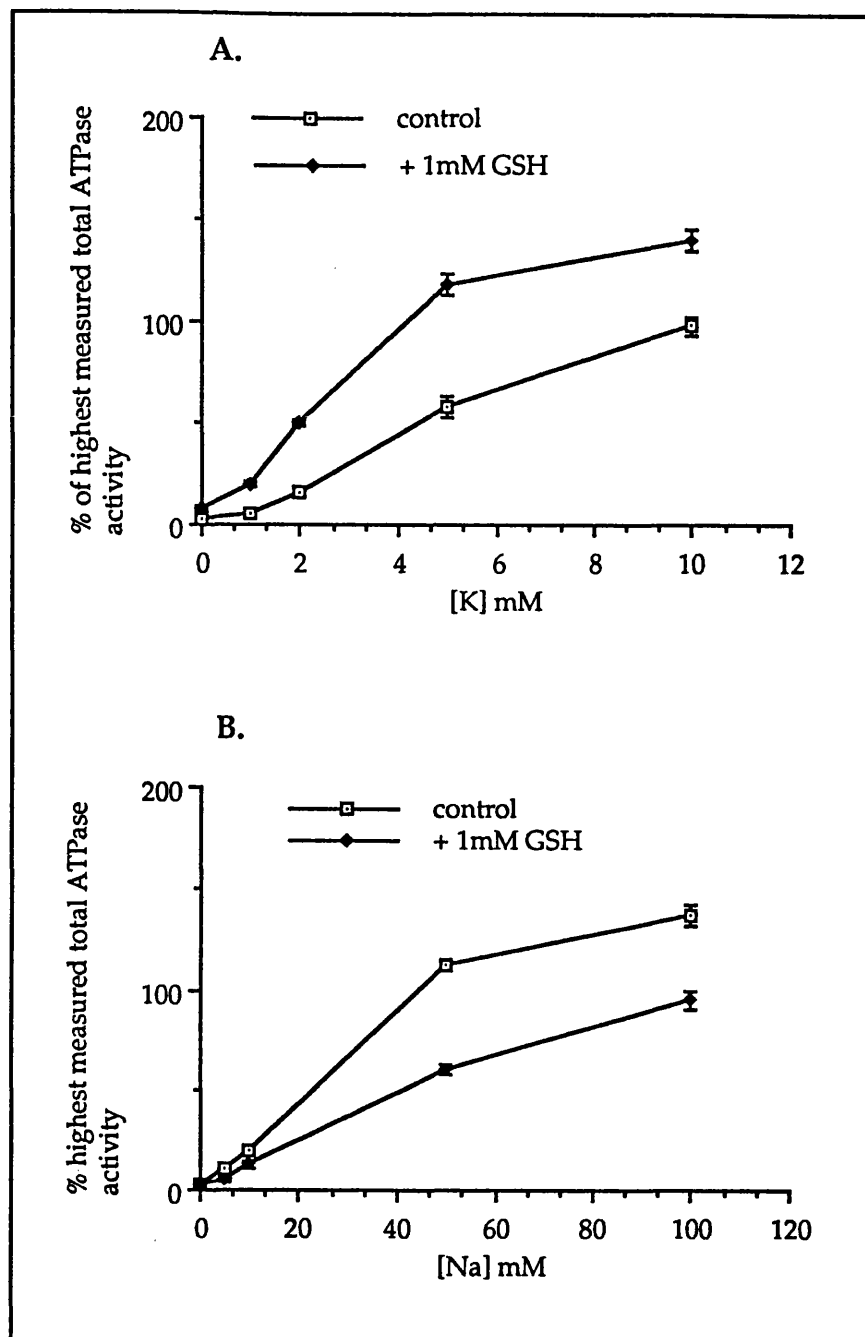 A.
200
100
0
% of highest measured total ATPase
activity
control
+ 1mM GSH
0 2 4 6 8 10 12
[K] mM
B.
200
100
0
% highest measured total ATPase
activity
control
+ 1mM GSH
0 20 40 60 80 100 120
[Na] mM